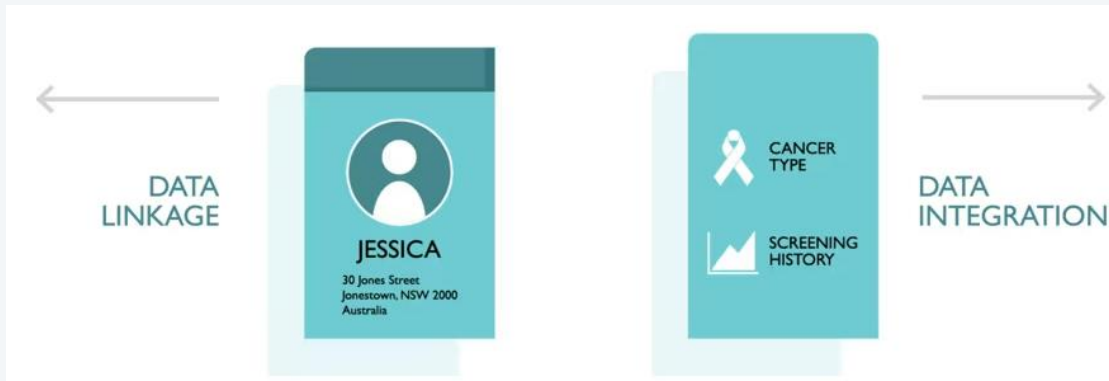 DATA
LINKAGE
JESSICA
30 Jones Street
Jonestown, NSW 2000
Australia
CANCER
TYPE
SCREENING
HISTORY
DATA
INTEGRATION